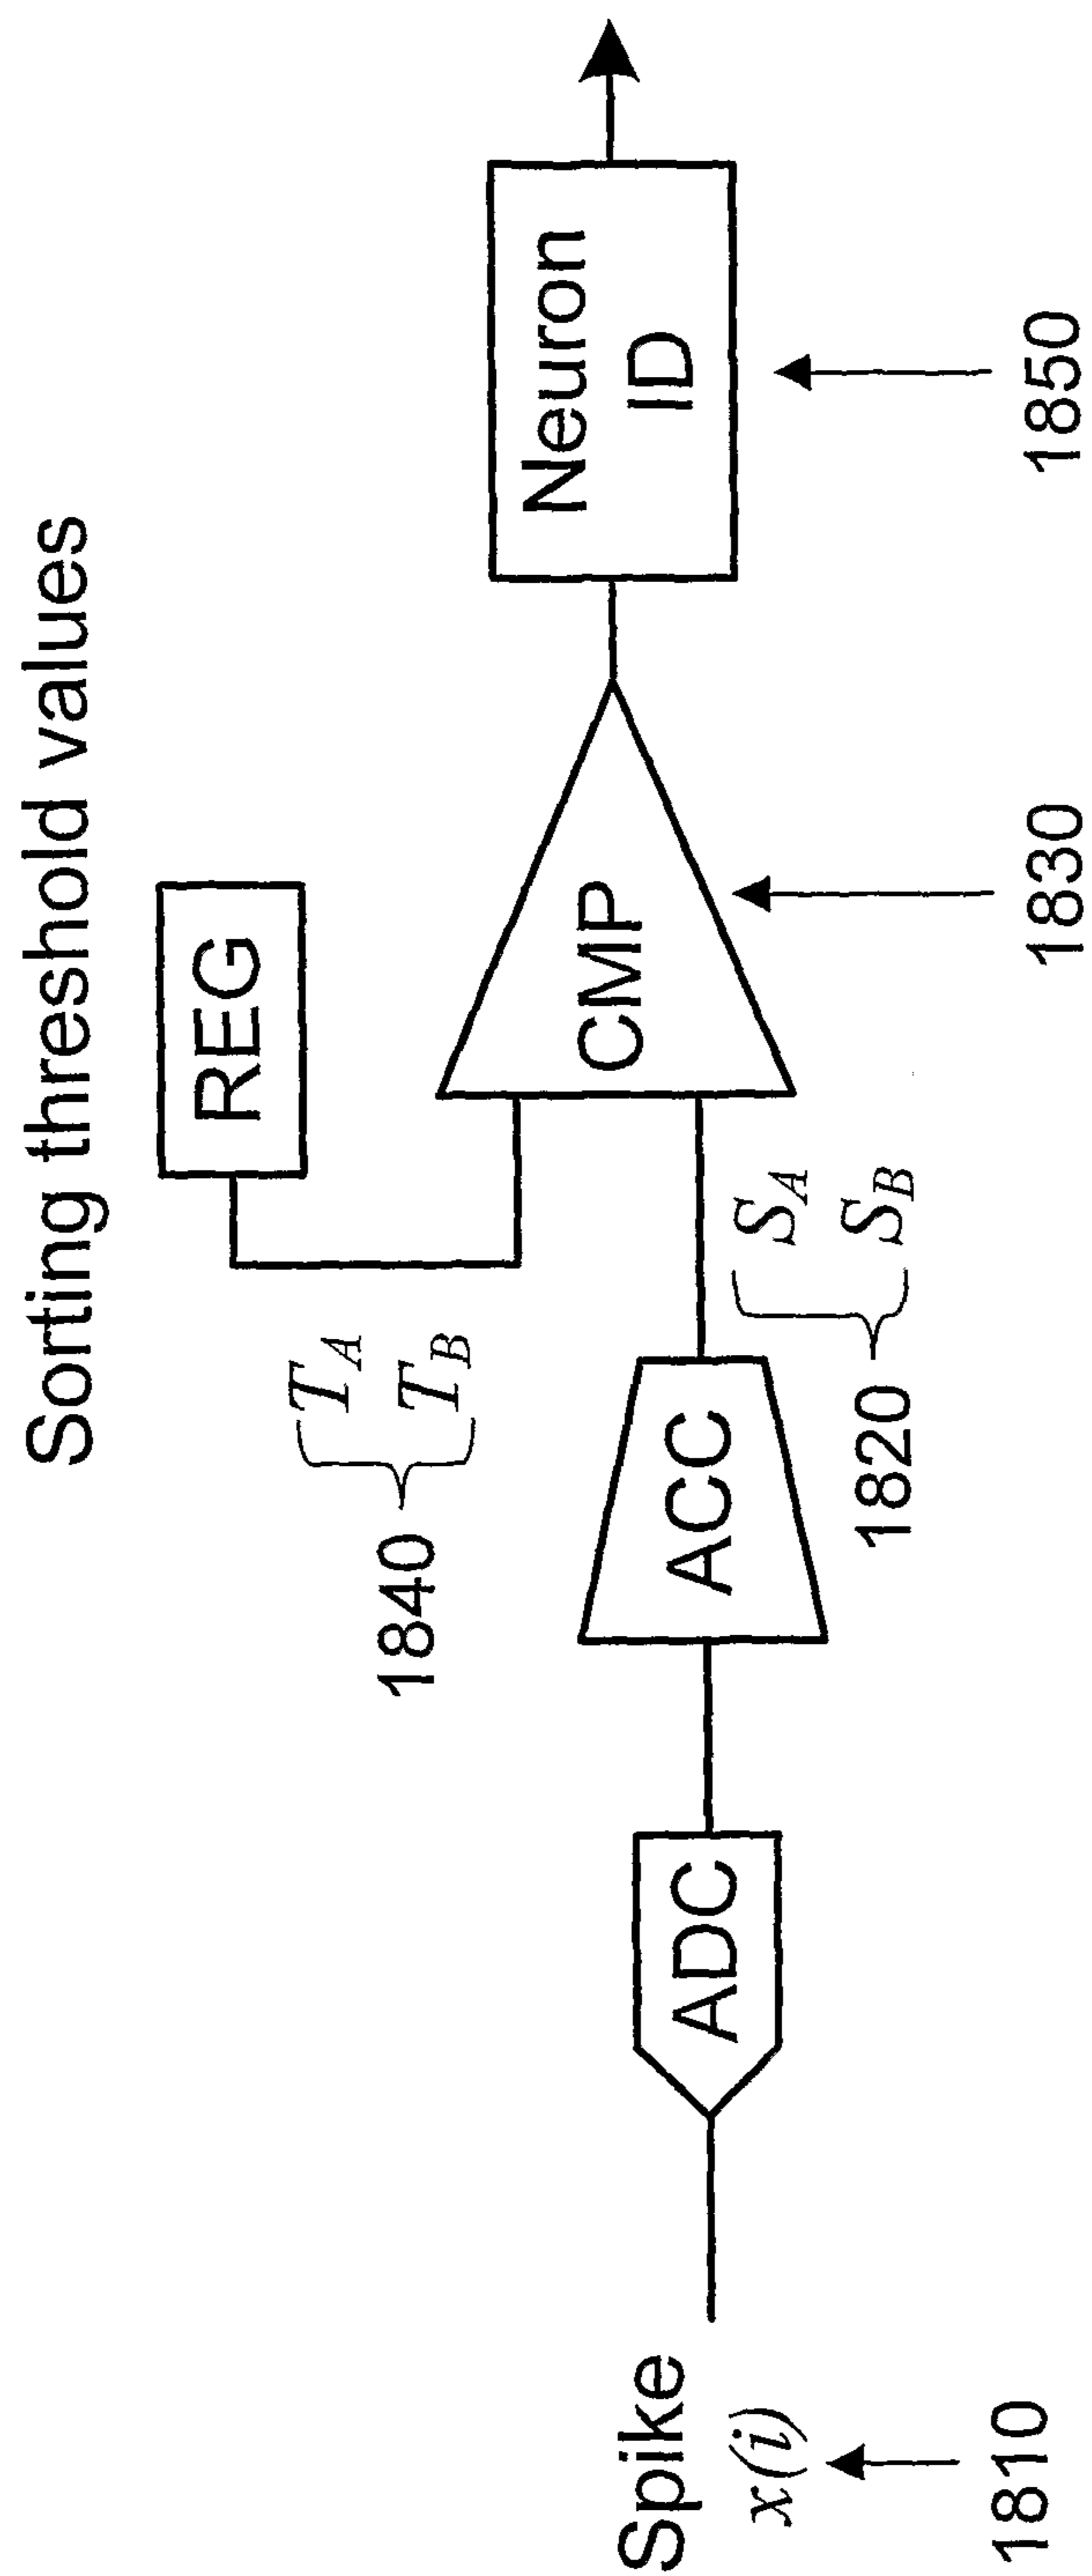 Sorting threshold values
REG
1840
T_A
T_B
Spike
x(i)
1810
ADC
ACC
1820
S_A
S_B
CMP
1830
Neuron
ID
1850